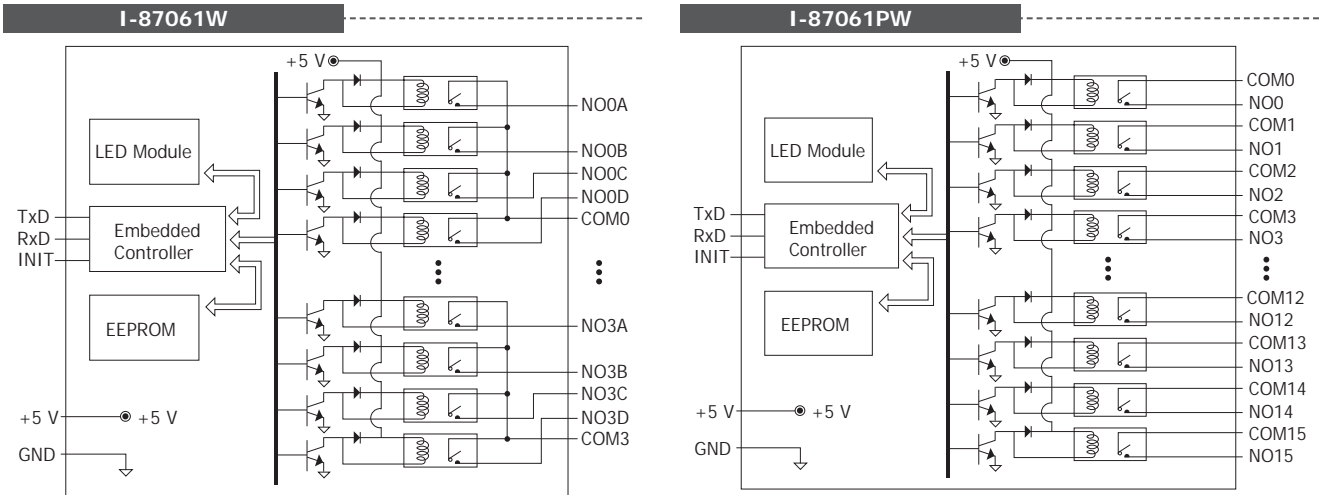 I-87061W
+5 V
NO0A
NO0B
LED Module
NO0C
NO0D
COM0
TxD
RxD
INIT
Embedded
Controller
NO3A
EEPROM
NO3B
NO3C
NO3D
COM3
+5 V
+5 V
GND
I-87061PW
+5 V
COM0
NO0
COM1
NO1
LED Module
COM2
NO2
COM3
NO3
TxD
RxD
INIT
Embedded
Controller
COM12
NO12
EEPROM
COM13
NO13
COM14
NO14
COM15
NO15
+5 V
+5 V
GND